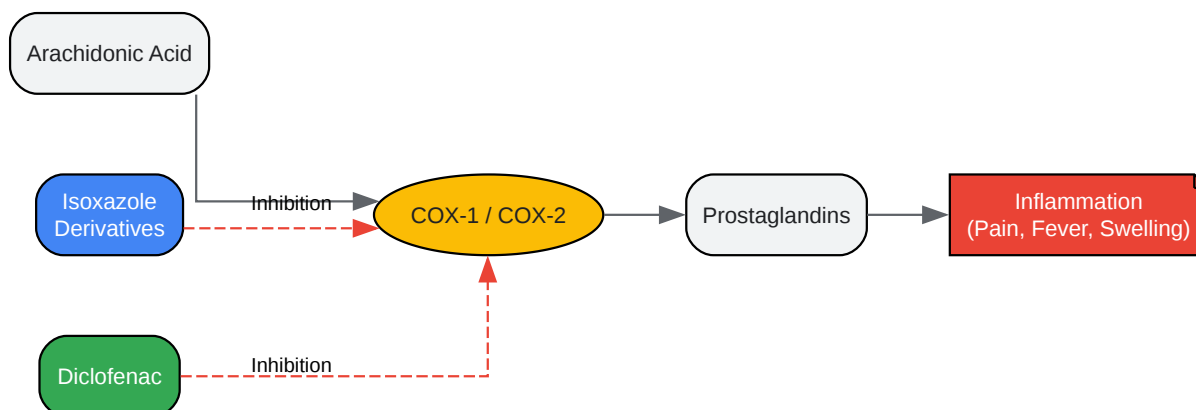 Arachidonic Acid
Isoxazole
Derivatives
Inhibition
COX-1 / COX-2
Prostaglandins
Inflammation
(Pain, Fever, Swelling)
Diclofenac
Inhibition